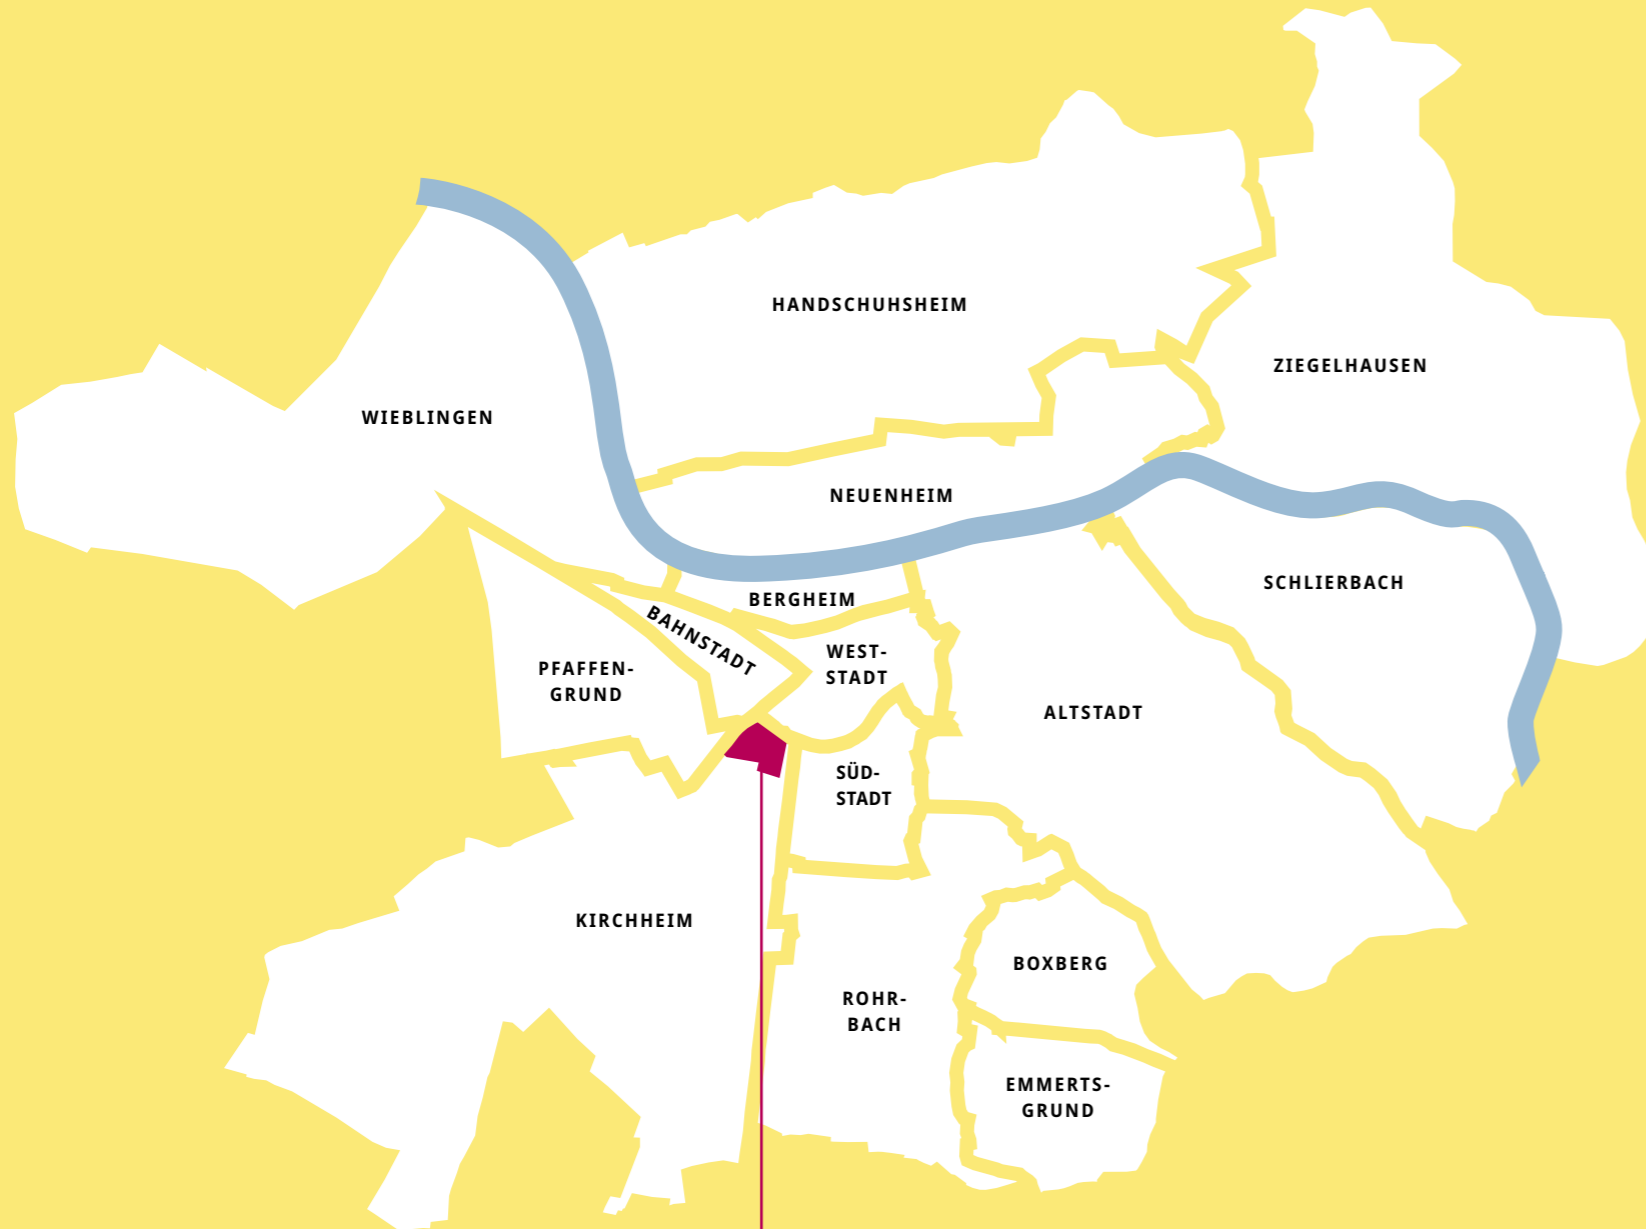 HANDSCHUHSHEIM
ZIEGELHAUSEN
WIEBLINGEN
NEUENHEIM
SCHLIERBACH
BERGHEIM
BAHNSTADT
WEST-
STADT
PFAFFEN-
GRUND
ALTSTADT
SÜD-
STADT
KIRCHHEIM
BOXBERG
ROHR-
BACH
EMMERTS-
GRUND